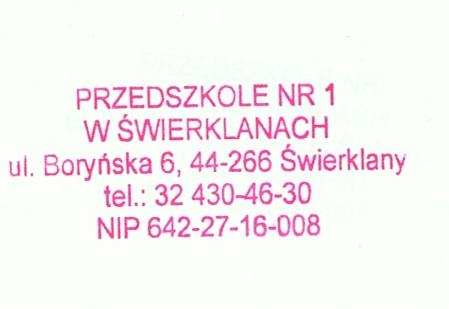 PRZEDSZKOLE NR 1
W ŚWIERKLANACH
ul. Boryńska 6, 44-266 Świerklany
tel.: 32 430-46-30
NIP 642-27-16-008